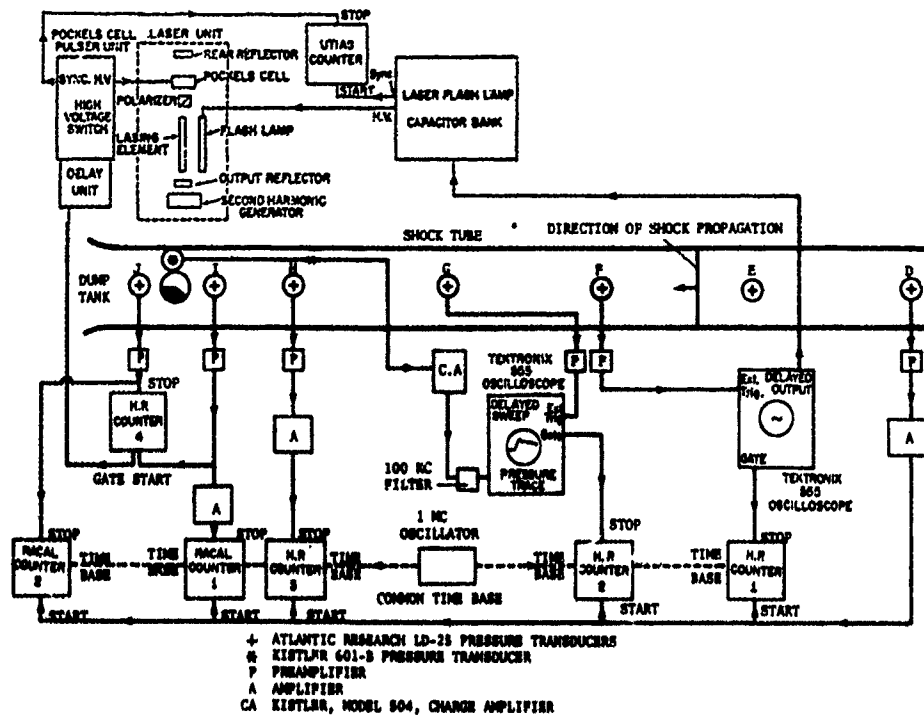 STOP
POCKELS CELL
PULSER UNIT
LASER UNIT
UTIAS
COUNTER
REAR REFLECTOR
SYNC. H.V
POCKELS CELL
Sync
START
LASER FLASH LAMP
CAPACITOR BANK
H.V.
HIGH
VOLTAGE
SWITCH
POLARIZER
LASING
ELEMENT
FLASH LAMP
DELAY
UNIT
OUTPUT REFLECTOR
SECOND HARMONIC
GENERATOR
SHOCK TUBE
DIRECTION OF SHOCK PROPAGATION
DUMP
TANK
J
I
H
G
F
E
D
P
P
P
P
P
P
STOP
H.R
COUNTER
4
GATE START
A
A
C.A
TEKTRONIX
565
OSCILLOSCOPE
DELAYED
SWEEP
Ext
Trig
Gate
PRESSURE
TRACE
100 KC
FILTER
Ext.
Trig.
DELAYED
OUTPUT
~
GATE
TEKTRONIX
565
OSCILLOSCOPE
A
1 MC
OSCILLATOR
COMMON TIME BASE
STOP
RACAL
COUNTER
2
TIME
BASE
TIME
BASE
STOP
RACAL
COUNTER
1
STOP
H.R
COUNTER
3
TIME
BASE
TIME
BASE
STOP
H.R
COUNTER
2
TIME
BASE
STOP
H.R
COUNTER
1
START
START
START
START
START
+ ATLANTIC RESEARCH LD-25 PRESSURE TRANSDUCERS
* KISTLER 601-B PRESSURE TRANSDUCER
P PREAMPLIFIER
A AMPLIFIER
CA KISTLER, MODEL 504, CHARGE AMPLIFIER